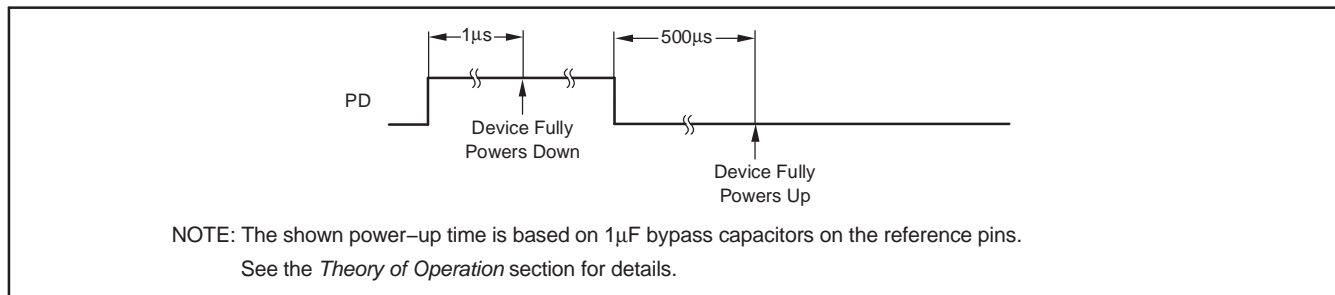 1μs
500μs
PD
Device Fully
Powers Down
Device Fully
Powers Up
NOTE: The shown power−up time is based on 1μF bypass capacitors on the reference pins.
See the Theory of Operation section for details.